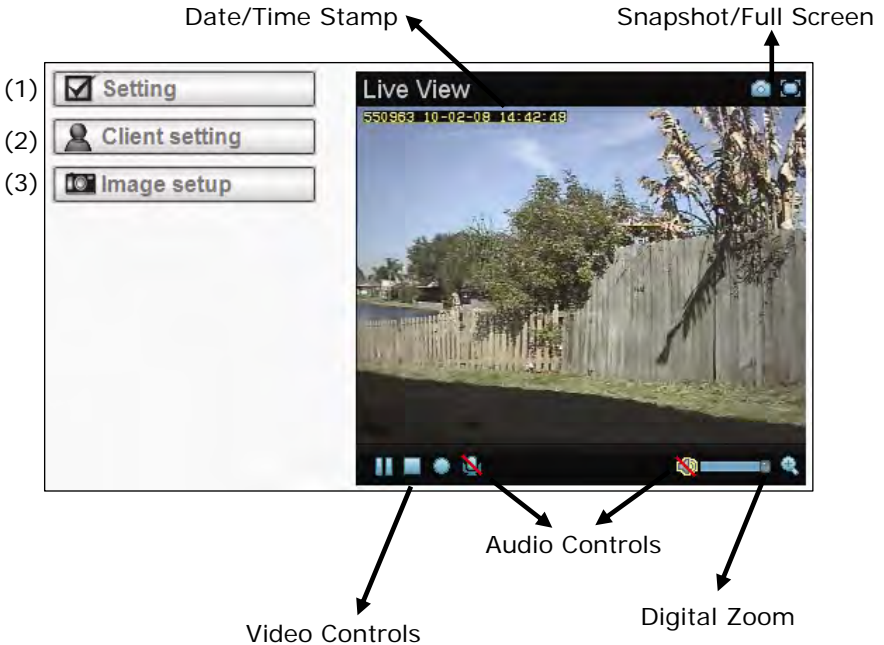 Date/Time Stamp
Snapshot/Full Screen
(1) Setting
(2) Client setting
(3) Image setup
Live View
550963 10-02-08 14:42:48
Audio Controls
Digital Zoom
Video Controls